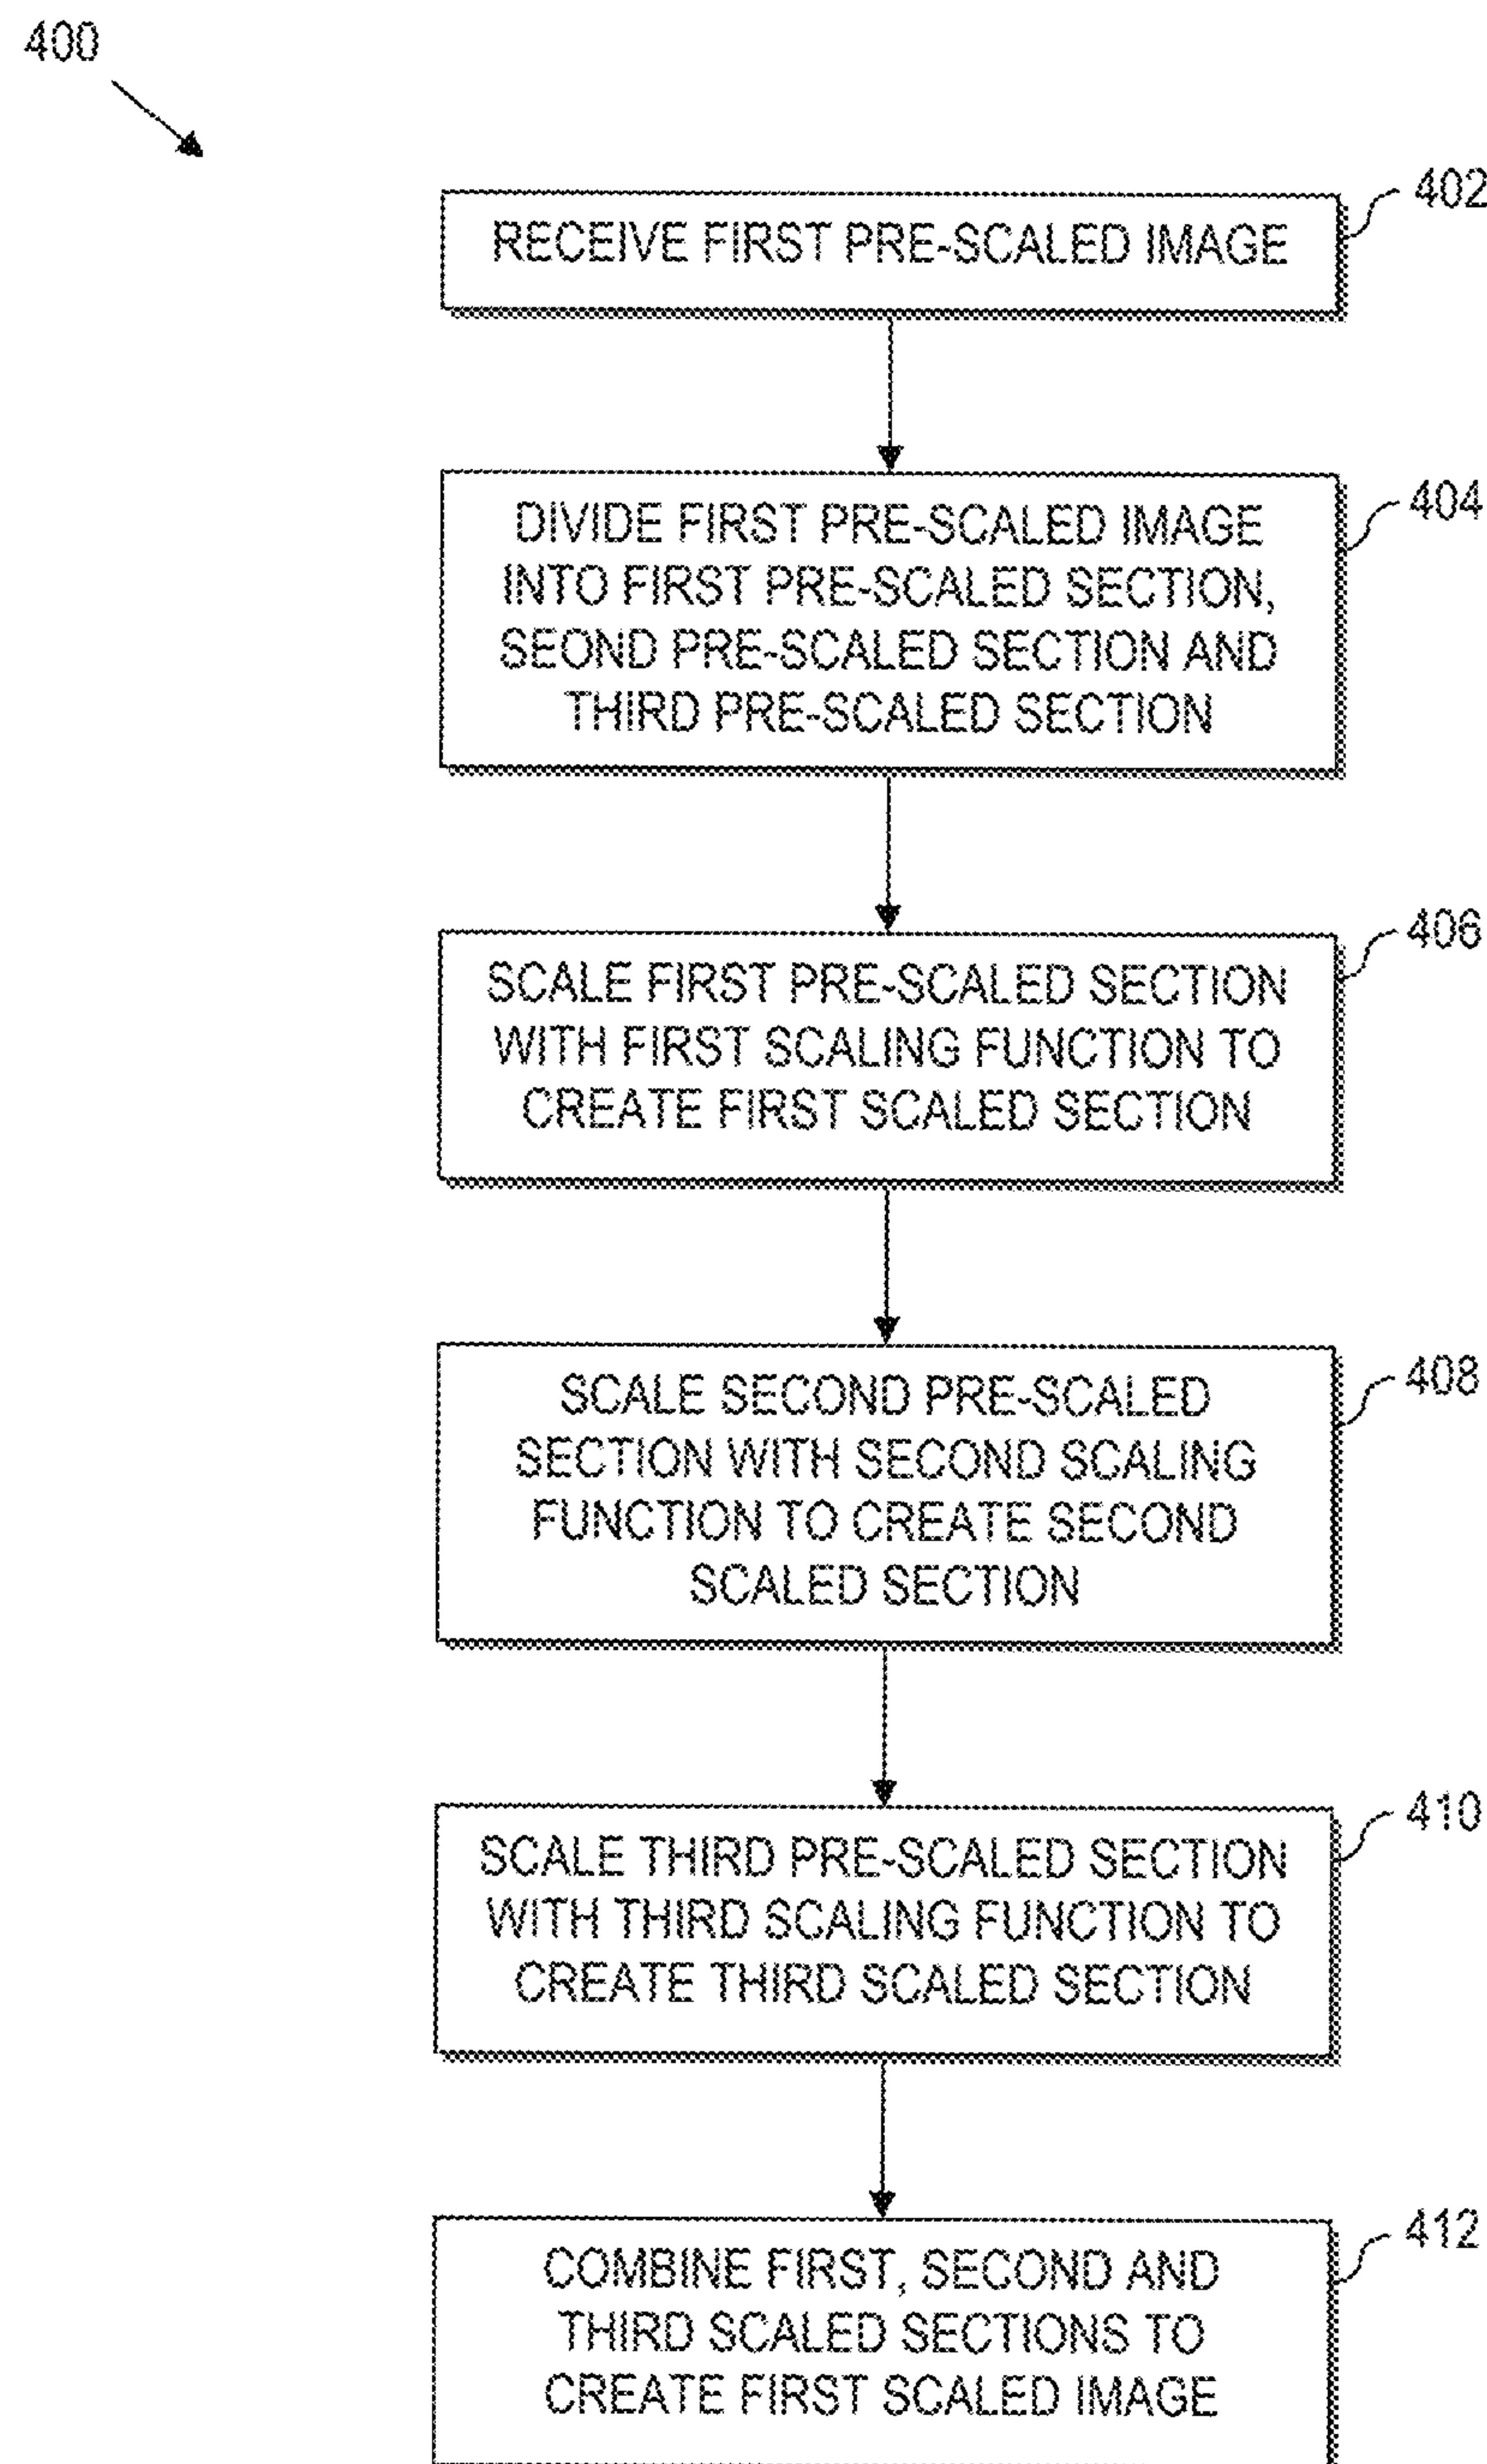 400
402
RECEIVE FIRST PRE-SCALED IMAGE
404
DIVIDE FIRST PRE-SCALED IMAGE
INTO FIRST PRE-SCALED SECTION,
SEOND PRE-SCALED SECTION AND
THIRD PRE-SCALED SECTION
406
SCALE FIRST PRE-SCALED SECTION
WITH FIRST SCALING FUNCTION TO
CREATE FIRST SCALED SECTION
408
SCALE SECOND PRE-SCALED
SECTION WITH SECOND SCALING
FUNCTION TO CREATE SECOND
SCALED SECTION
410
SCALE THIRD PRE-SCALED SECTION
WITH THIRD SCALING FUNCTION TO
CREATE THIRD SCALED SECTION
412
COMBINE FIRST, SECOND AND
THIRD SCALED SECTIONS TO
CREATE FIRST SCALED IMAGE